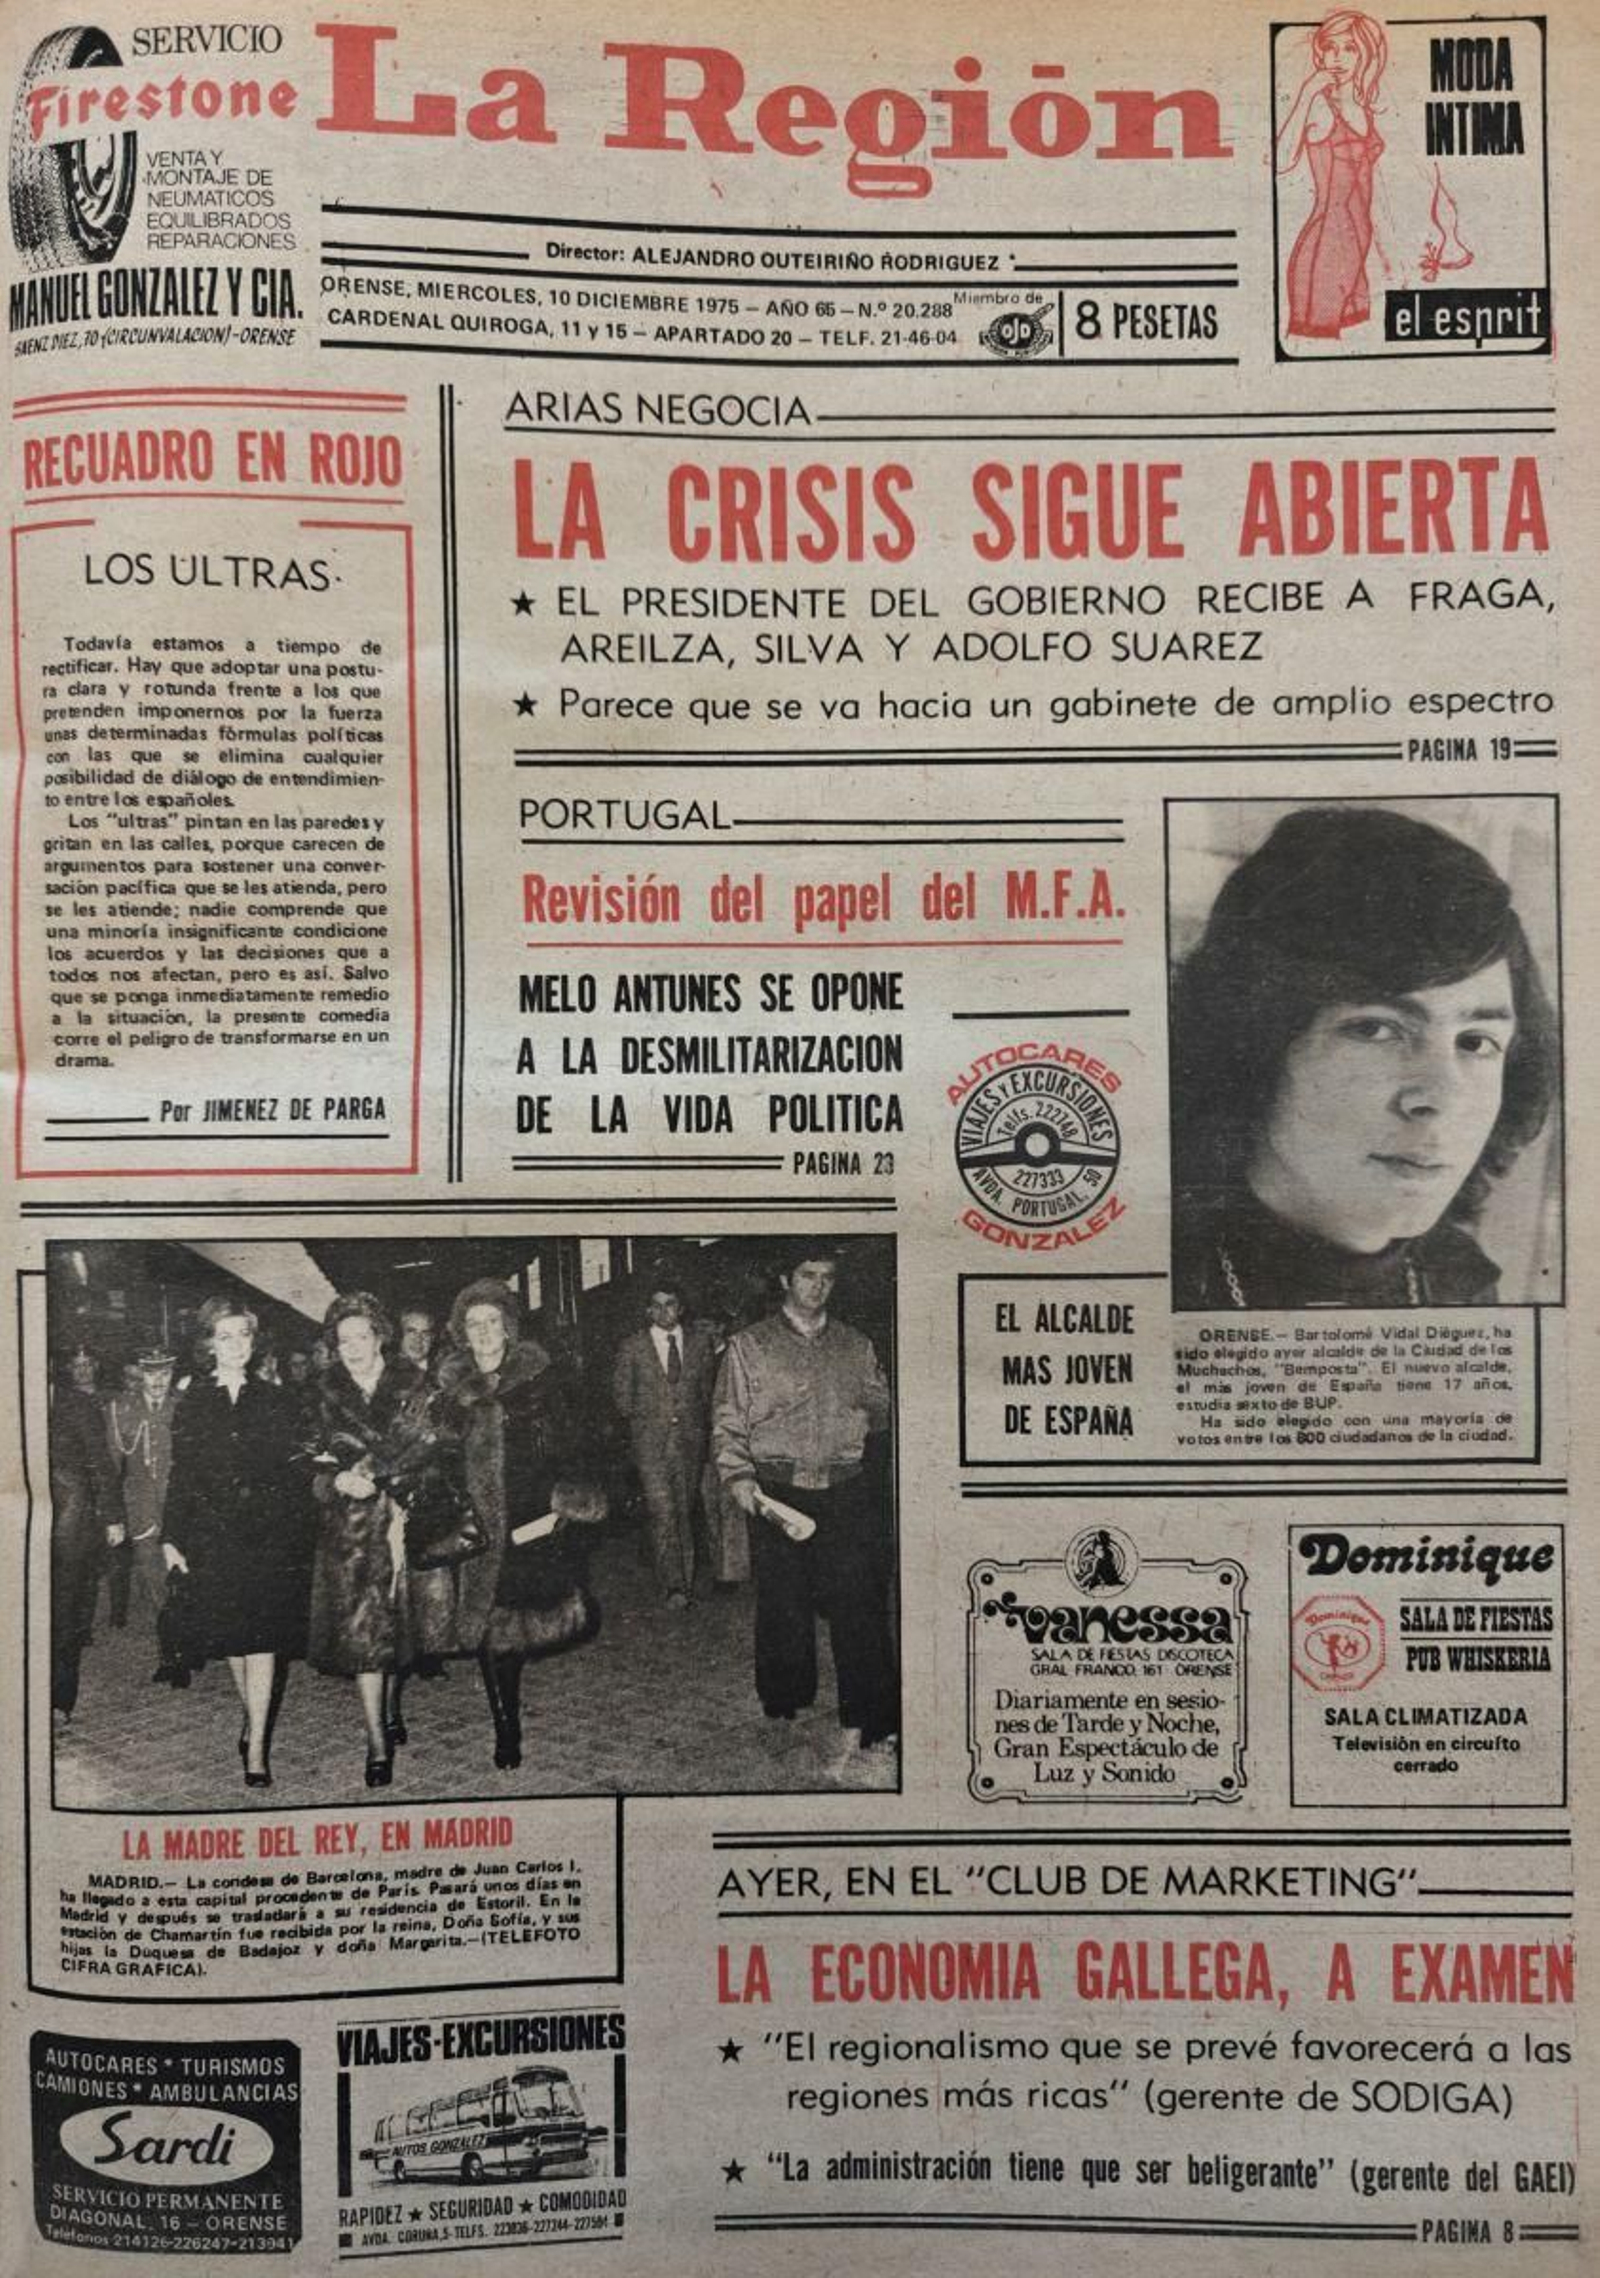 SERVICIO
Firestone
VENTA Y
MONTAJE DE
NEUMATICOS
EQUILIBRADOS
REPARACIONES
MANUEL GONZALEZ Y CIA.
SAENZ DIEZ, 70 (CIRCUNVALACION)-ORENSE
La Región
Director: ALEJANDRO OUTEIRIÑO RODRIGUEZ
ORENSE, MIERCOLES, 10 DICIEMBRE 1975 — AÑO 65 — N.º 20.288
CARDENAL QUIROGA, 11 y 15 — APARTADO 20 — TELF. 21-46-04
Miembro de
OJD
8 PESETAS
MODA
INTIMA
el esprit
RECUADRO EN ROJO
LOS ULTRAS
Todavía estamos a tiempo de
rectificar. Hay que adoptar una postu-
ra clara y rotunda frente a los que
pretenden imponernos por la fuerza
unas determinadas fórmulas políticas
con las que se elimina cualquier
posibilidad de diálogo de entendimien-
to entre los españoles.
Los "ultras" pintan en las paredes y
gritan en las calles, porque carecen de
argumentos para sostener una conver-
sación pacífica que se les atienda, pero
se les atiende; nadie comprende que
una minoría insignificante condicione
los acuerdos y las decisiones que a
todos nos afectan, pero es así. Salvo
que se ponga inmediatamente remedio
a la situación, la presente comedia
corre el peligro de transformarse en un
drama.
Por JIMENEZ DE PARGA
ARIAS NEGOCIA
LA CRISIS SIGUE ABIERTA
★ EL PRESIDENTE DEL GOBIERNO RECIBE A FRAGA,
AREILZA, SILVA Y ADOLFO SUAREZ
★ Parece que se va hacia un gabinete de amplio espectro
PAGINA 19
PORTUGAL
Revisión del papel del M.F.A.
MELO ANTUNES SE OPONE
A LA DESMILITARIZACION
DE LA VIDA POLITICA
PAGINA 23
AUTOCARES
VIAJES Y EXCURSIONES
Telfs. 222748
227333
AVDA. PORTUGAL, 50
GONZALEZ
EL ALCALDE
MAS JOVEN
DE ESPAÑA
ORENSE.— Bartolomé Vidal Diéguez, ha
sido elegido ayer alcalde de la Ciudad de los
Muchachos, "Bemposta". El nuevo alcalde,
el más joven de España tiene 17 años,
estudia sexto de BUP.
Ha sido elegido con una mayoría de
votos entre los 800 ciudadanos de la ciudad.
vanessa
SALA DE FIESTAS DISCOTECA
GRAL FRANCO, 161 ORENSE
Diariamente en sesio-
nes de Tarde y Noche,
Gran Espectáculo de
Luz y Sonido
Dominique
Dominique
SALA DE FIESTAS
PUB WHISKERIA
SALA CLIMATIZADA
Televisión en circuíto
cerrado
LA MADRE DEL REY, EN MADRID
MADRID.— La condesa de Barcelona, madre de Juan Carlos I,
ha llegado a esta capital procedente de París. Pasará unos días en
Madrid y después se trasladará a su residencia de Estoril. En la
estación de Chamartín fue recibida por la reina, Doña Sofía, y sus
hijas la Duquesa de Badajoz y doña Margarita.—(TELEFOTO
CIFRA GRAFICA).
AUTOCARES * TURISMOS
CAMIONES * AMBULANCIAS
Sardi
SERVICIO PERMANENTE
DIAGONAL, 16 — ORENSE
Teléfonos 214126-226247-213941
VIAJES-EXCURSIONES
AUTOS GONZALEZ
RAPIDEZ ★ SEGURIDAD ★ COMODIDAD
AVDA. CORUÑA, 5-TELFS. 223036-227244-227504
AYER, EN EL "CLUB DE MARKETING"
LA ECONOMIA GALLEGA, A EXAMEN
★ "El regionalismo que se prevé favorecerá a las
regiones más ricas" (gerente de SODIGA)
★ "La administración tiene que ser beligerante" (gerente del GAEI)
PAGINA 8